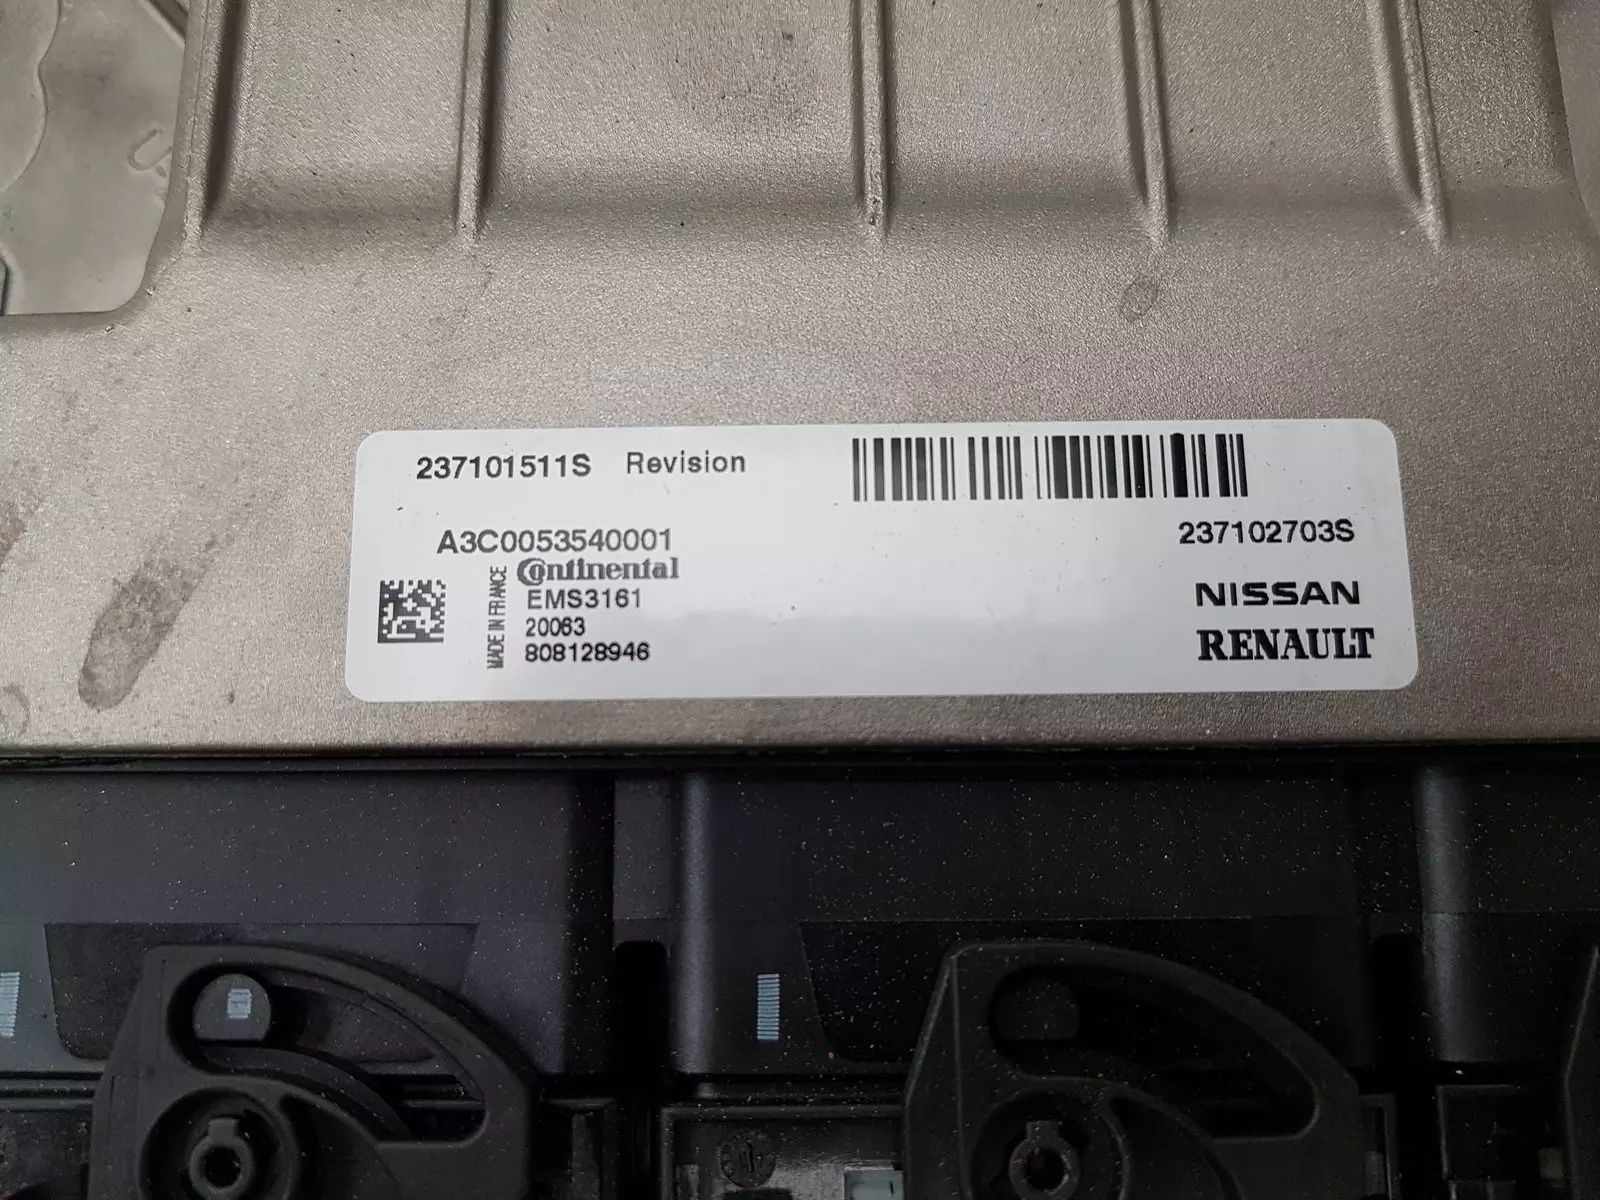 237101511S Revision
A3C0053540001
237102703S
MADE IN FRANCE
Continental
EMS3161
20063
808128946
NISSAN
RENAULT